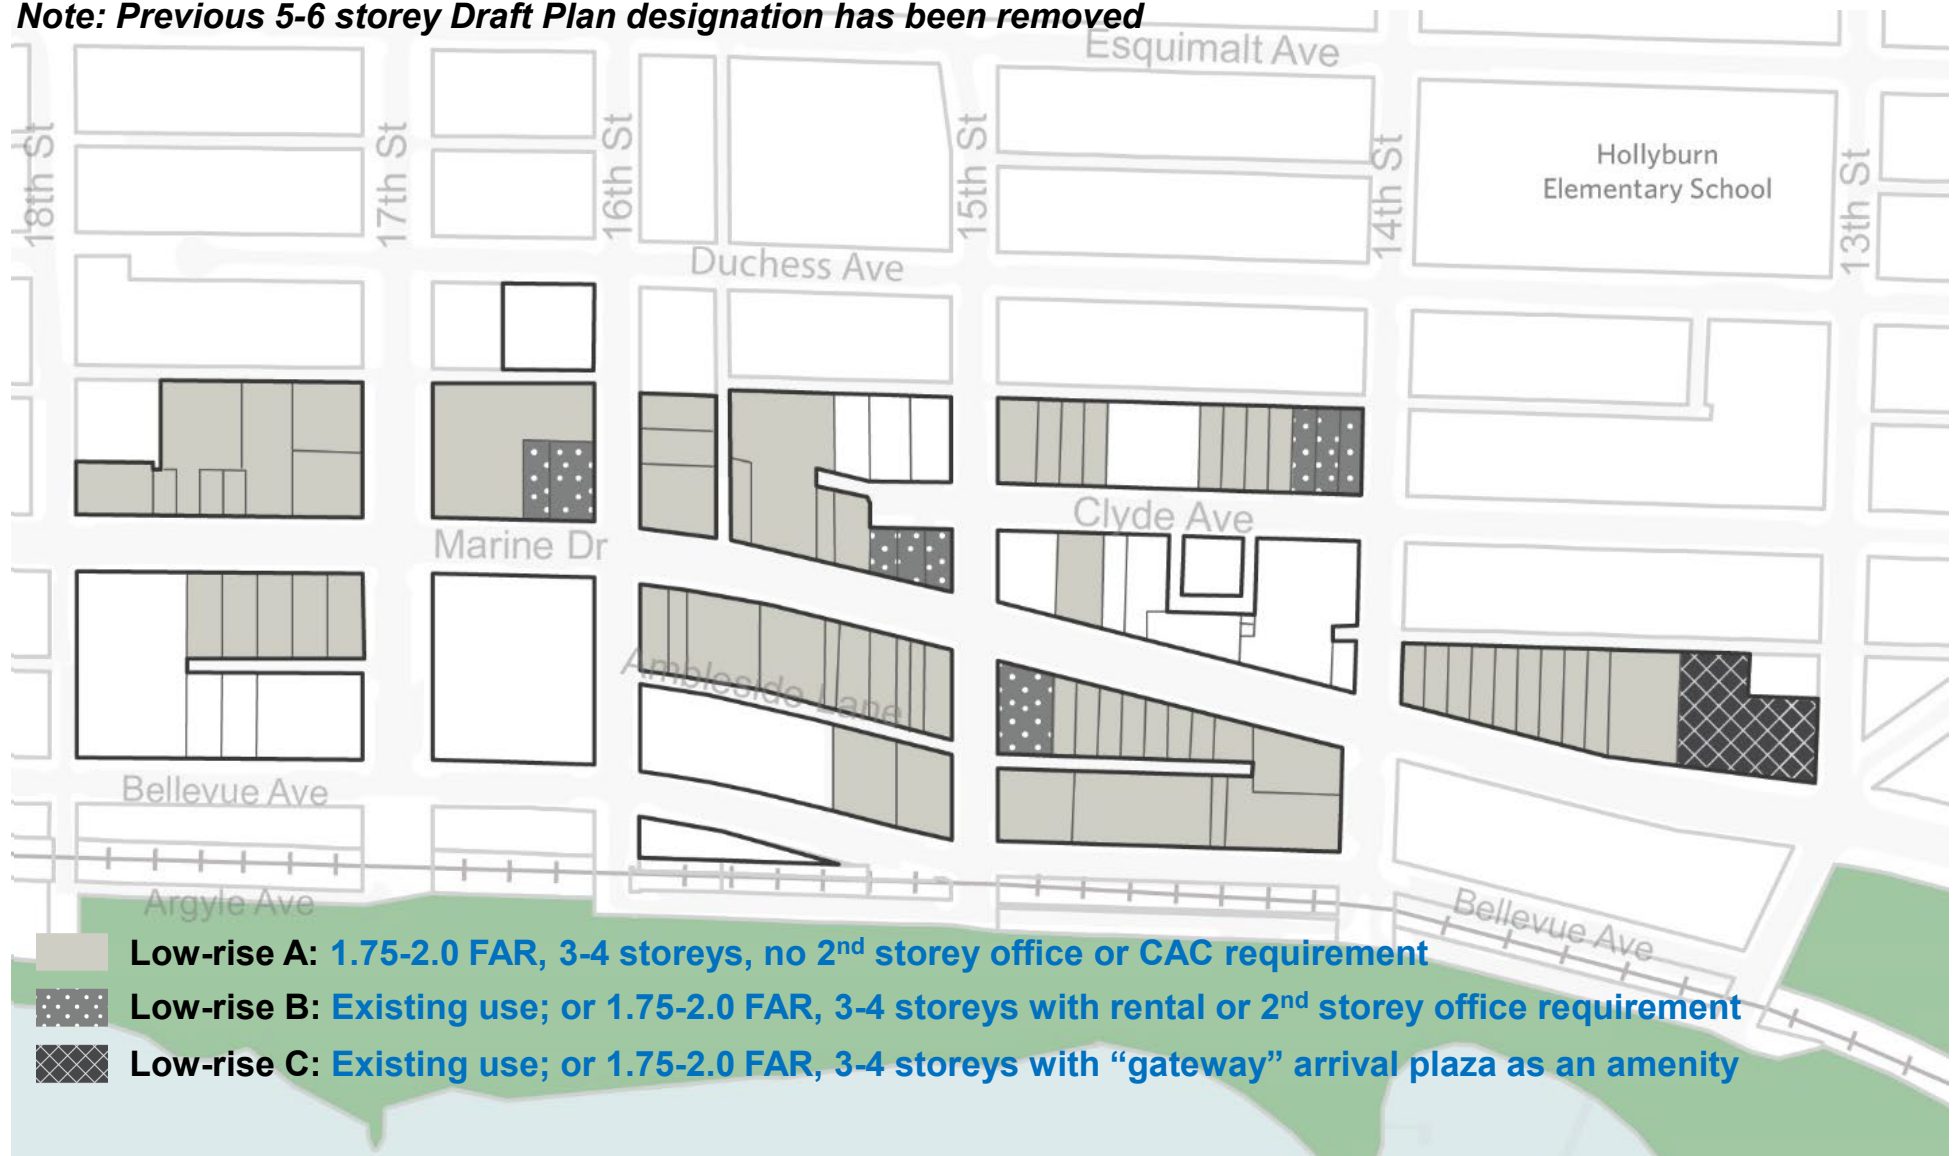 Note: Previous 5-6 storey Draft Plan designation has been removed
Esquimalt Ave
18th St
17th St
16th St
15th St
14th St
13th St
Hollyburn
Elementary School
Duchess Ave
Clyde Ave
Marine Dr
Ambleside Lane
Bellevue Ave
Argyle Ave
Bellevue Ave
Low-rise A: 1.75-2.0 FAR, 3-4 storeys, no 2nd storey office or CAC requirement
Low-rise B: Existing use; or 1.75-2.0 FAR, 3-4 storeys with rental or 2nd storey office requirement
Low-rise C: Existing use; or 1.75-2.0 FAR, 3-4 storeys with “gateway” arrival plaza as an amenity